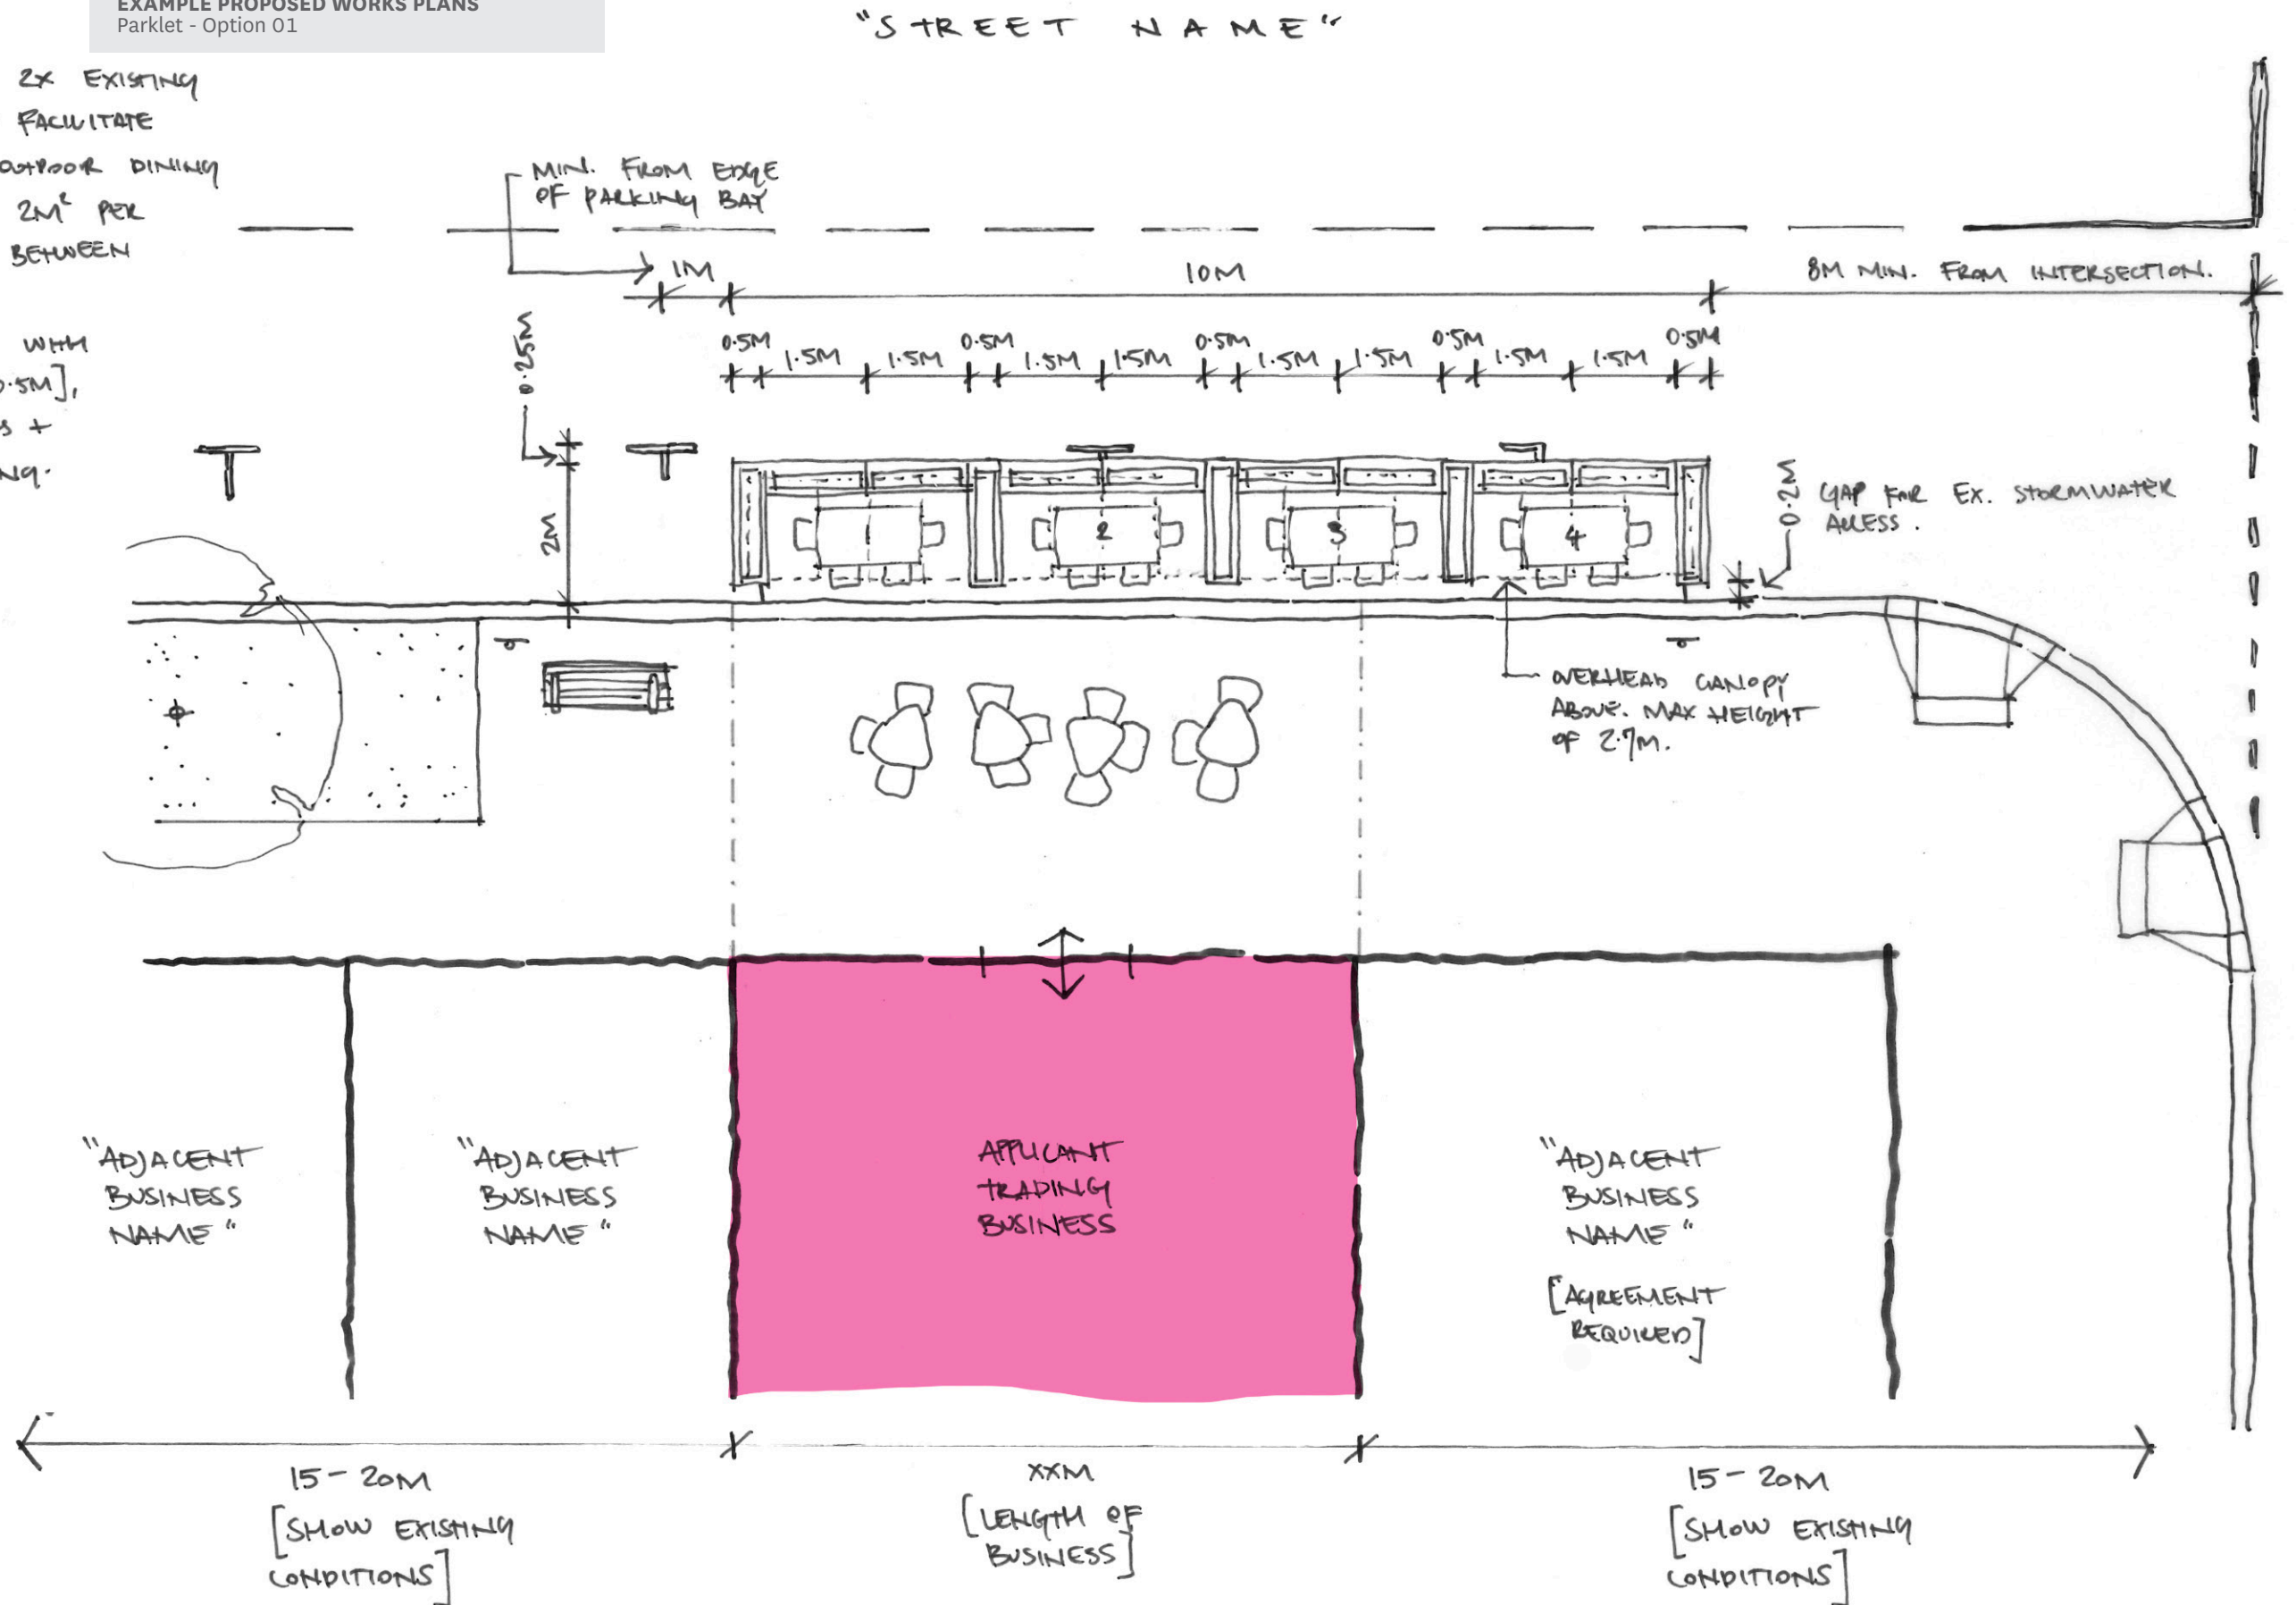 EXAMPLE PROPOSED WORKS PLANS
Parklet - Option 01
"STREET NAME"
2X EXISTING
FACILITATE
OUTDOOR DINING
2M² PER
BETWEEN
WITH
0.5M],
S +
NG.
MIN. FROM EDGE
OF PARKING BAY
1M
10M
8M MIN. FROM INTERSECTION.
0.25M
2M
0.5M
1.5M
1.5M
0.5M
1.5M
1.5M
0.5M
1.5M
1.5M
0.5M
1.5M
1.5M
0.5M
1
2
3
4
0.2M
GAP FOR EX. STORMWATER
ACCESS.
OVERHEAD CANOPY
ABOVE. MAX HEIGHT
OF 2.7M.
"ADJACENT
BUSINESS
NAME"
"ADJACENT
BUSINESS
NAME"
APPLICANT
TRADING
BUSINESS
"ADJACENT
BUSINESS
NAME"
[AGREEMENT
REQUIRED]
15-20M
[SHOW EXISTING
CONDITIONS]
XXM
[LENGTH OF
BUSINESS]
15-20M
[SHOW EXISTING
CONDITIONS]